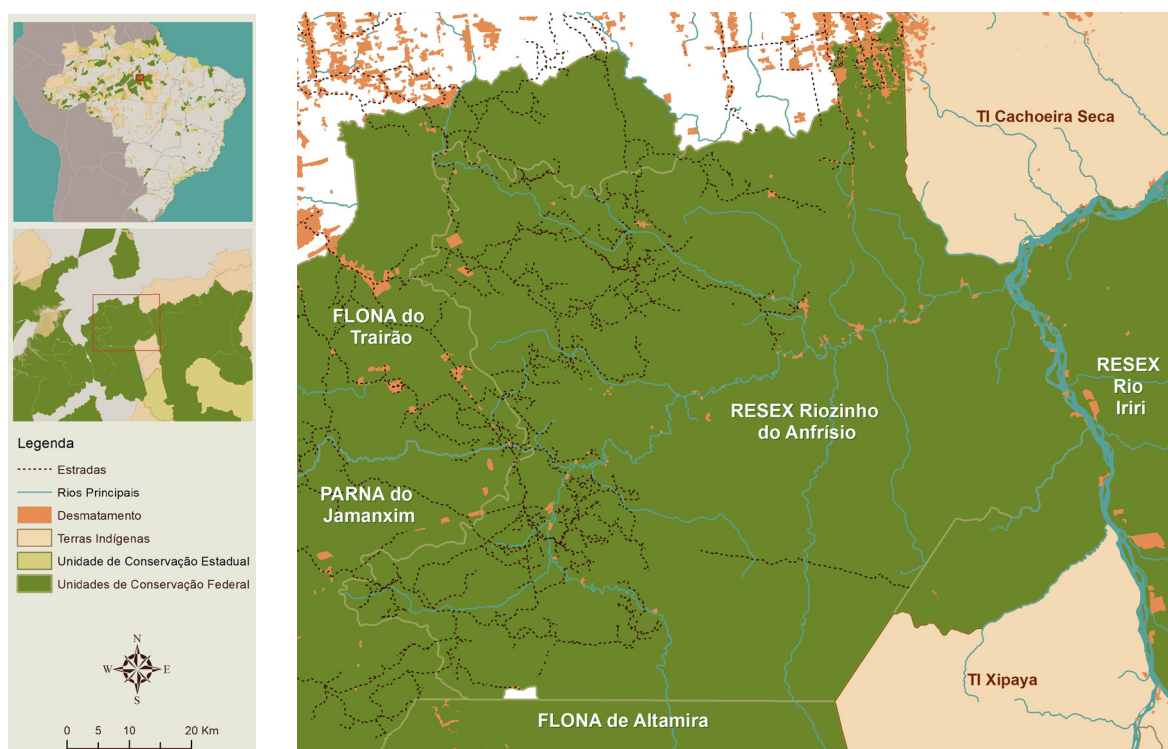 Legenda
Estradas
Rios Principais
Desmatamento
Terras Indígenas
Unidade de Conservação Estadual
Unidades de Conservação Federal
N
W E
S
0 5 10 20 Km
TI Cachoeira Seca
FLONA do
Trairão
RESEX
Rio
Iriri
RESEX Riozinho
do Anfrísio
PARNA do
Jamanxim
TI Xipaya
FLONA de Altamira